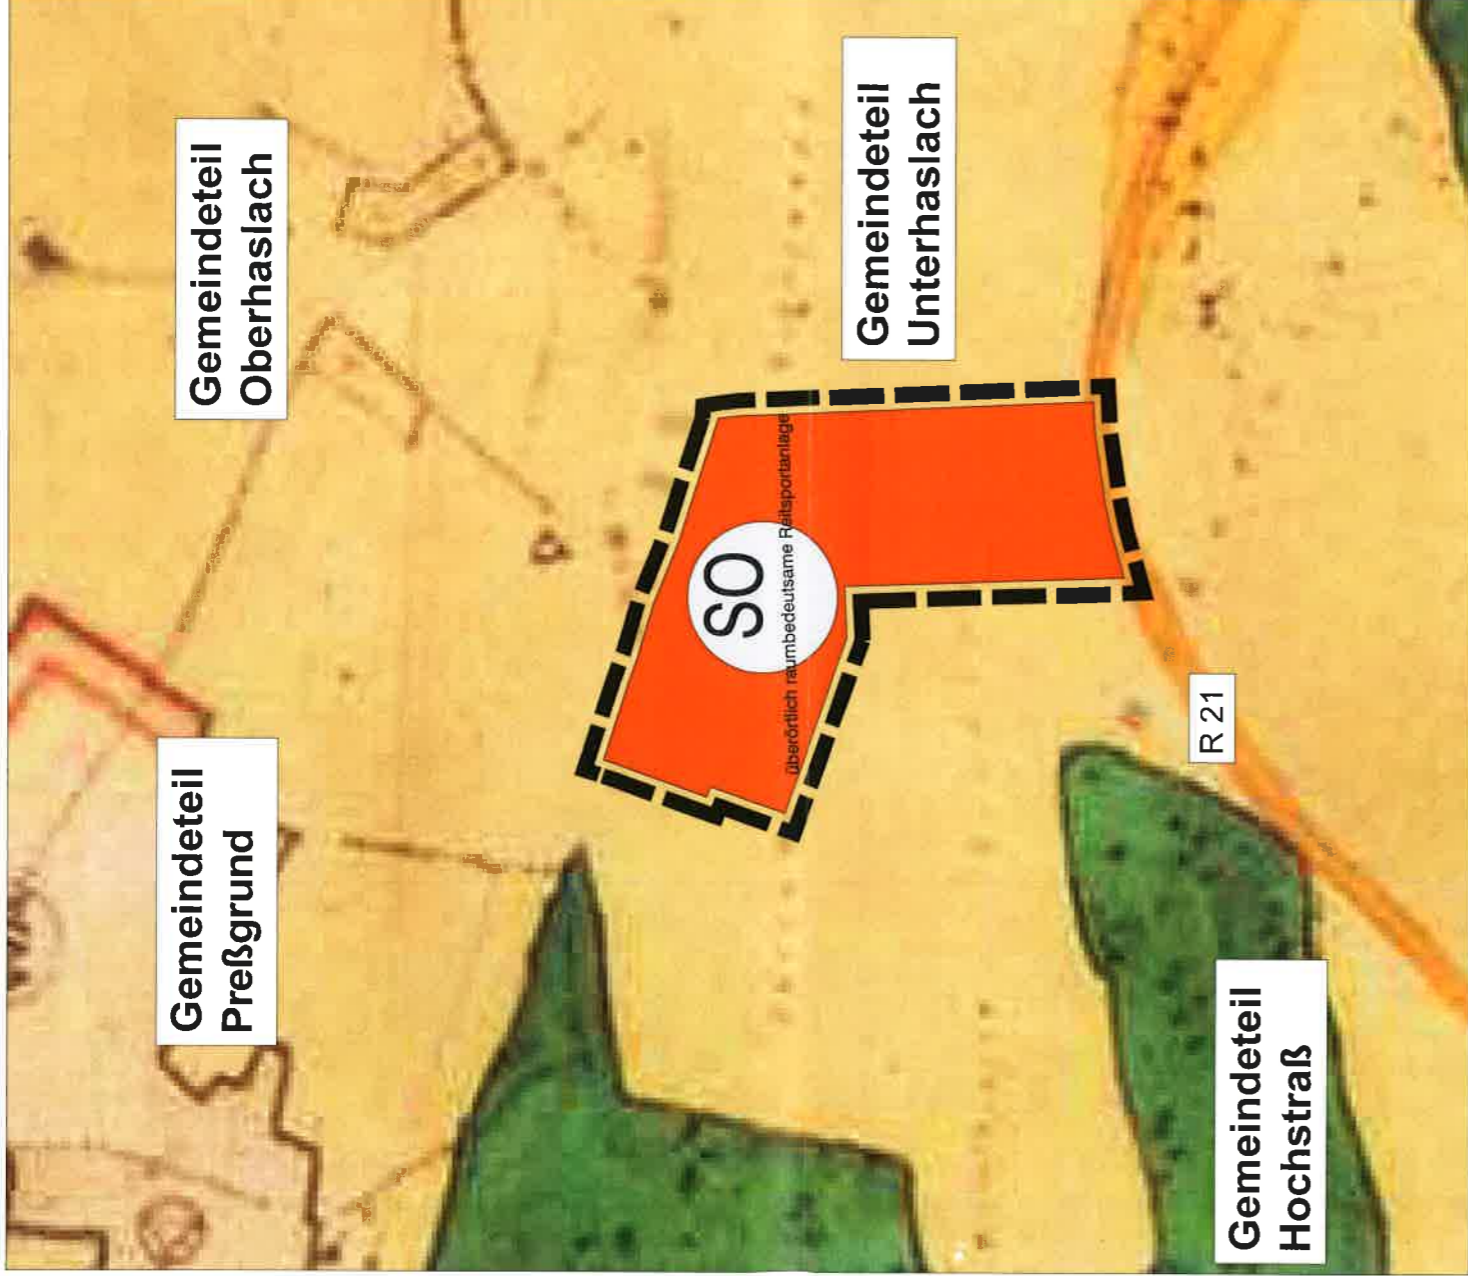 Gemeindeteil
Preßgrund
Gemeindeteil
Oberhaslach
SO
überörtlich raumbedeutsame Reitsportanlage
Gemeindeteil
Unterhaslach
R 21
Gemeindeteil
Hochstraß